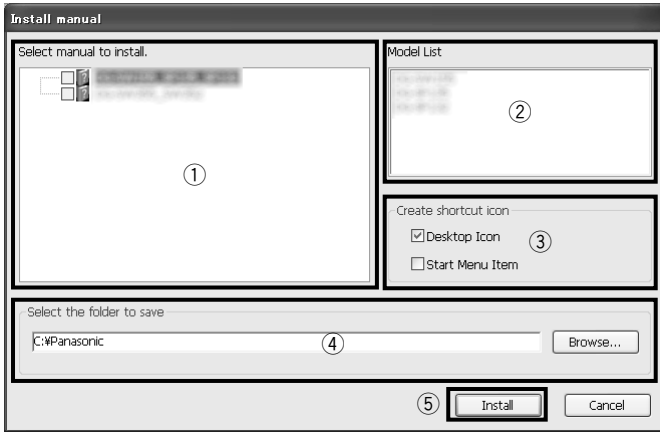 Install manual
Select manual to install.
①
Model List
②
Create shortcut icon
Desktop Icon
Start Menu Item
③
Select the folder to save
C:¥Panasonic
④
Browse...
⑤
Install
Cancel